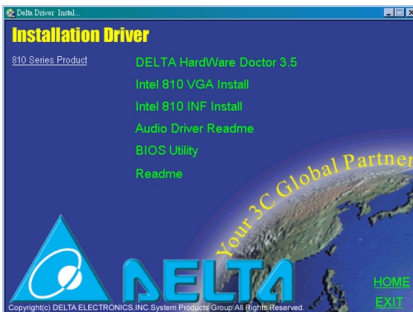 Delta Driver Instal...
Installation Driver
810 Series Product
DELTA HardWare Doctor 3.5
Intel 810 VGA Install
Intel 810 INF Install
Audio Driver Readme
BIOS Utility
Readme
Your 3C Global Partner
DELTA
HOME
EXIT
Copyright(c) DELTA ELECTRONICS,INC.System Products Group.All Rights Reserved.